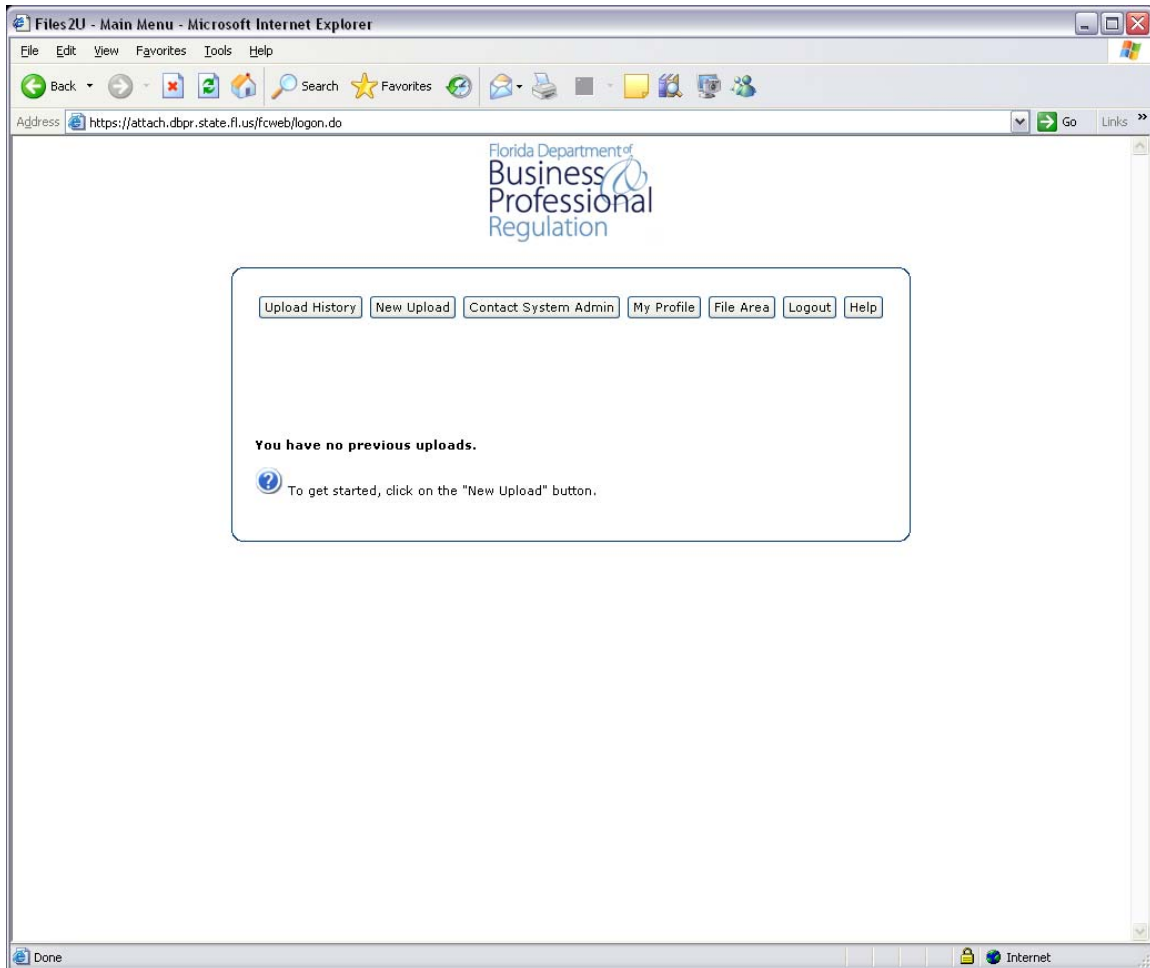 Files2U - Main Menu - Microsoft Internet Explorer
File Edit View Favorites Tools Help
Back Search Favorites
Address https://attach.dbpr.state.fl.us/fcweb/logon.do Go Links »
Florida Department of
Business &
Professional
Regulation
Upload History New Upload Contact System Admin My Profile File Area Logout Help
You have no previous uploads.
? To get started, click on the "New Upload" button.
Done Internet